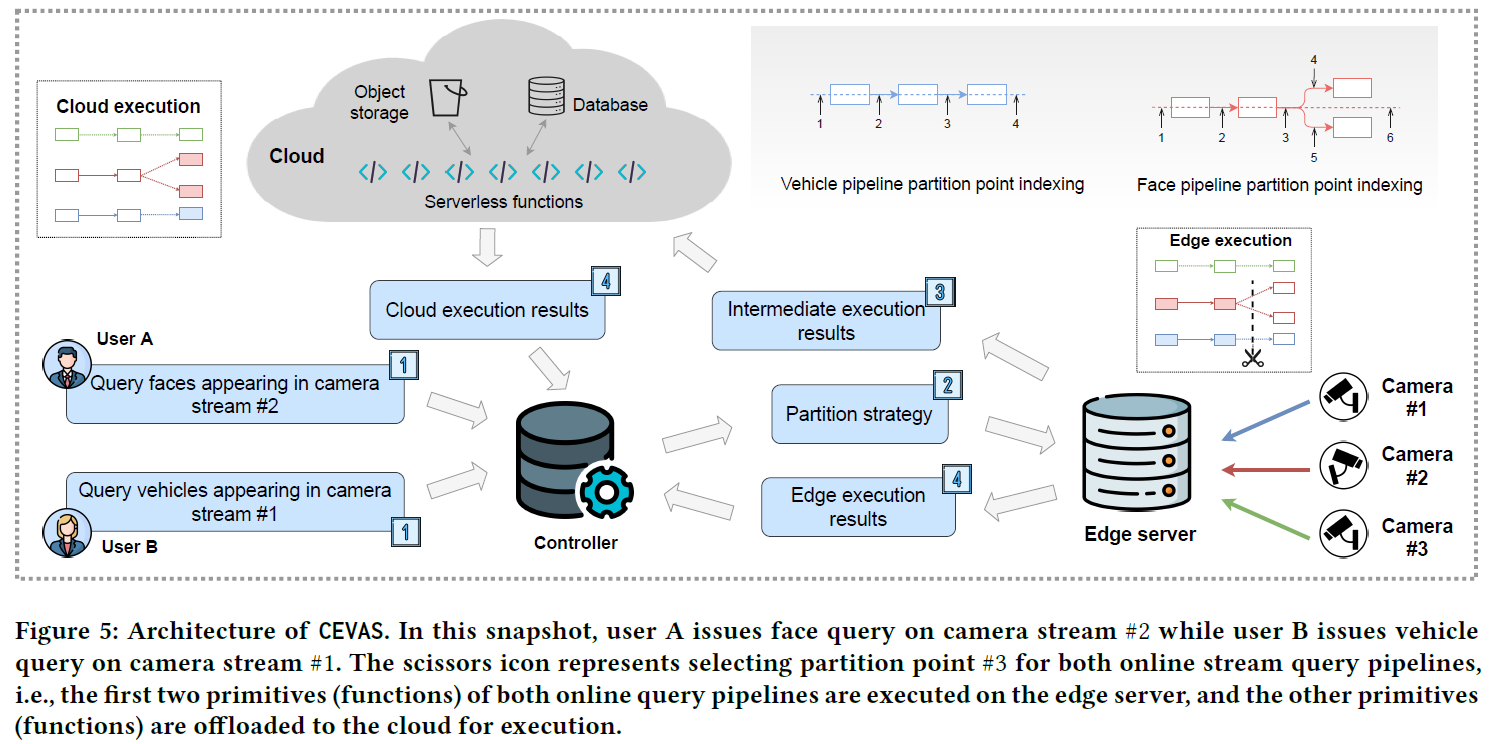 Cloud execution
Object
storage
Database
Cloud
Serverless functions
1
2
3
4
Vehicle pipeline partition point indexing
1
2
3
4
5
6
Face pipeline partition point indexing
Edge execution
4
Cloud execution results
3
Intermediate execution
results
User A
1
Query faces appearing in camera
stream #2
2
Partition strategy
Query vehicles appearing in camera
stream #1
1
User B
Controller
4
Edge execution
results
Edge server
Camera
#1
Camera
#2
Camera
#3
Figure 5: Architecture of CEVAS. In this snapshot, user A issues face query on camera stream #2 while user B issues vehicle
query on camera stream #1. The scissors icon represents selecting partition point #3 for both online stream query pipelines,
i.e., the first two primitives (functions) of both online query pipelines are executed on the edge server, and the other primitives
(functions) are offloaded to the cloud for execution.